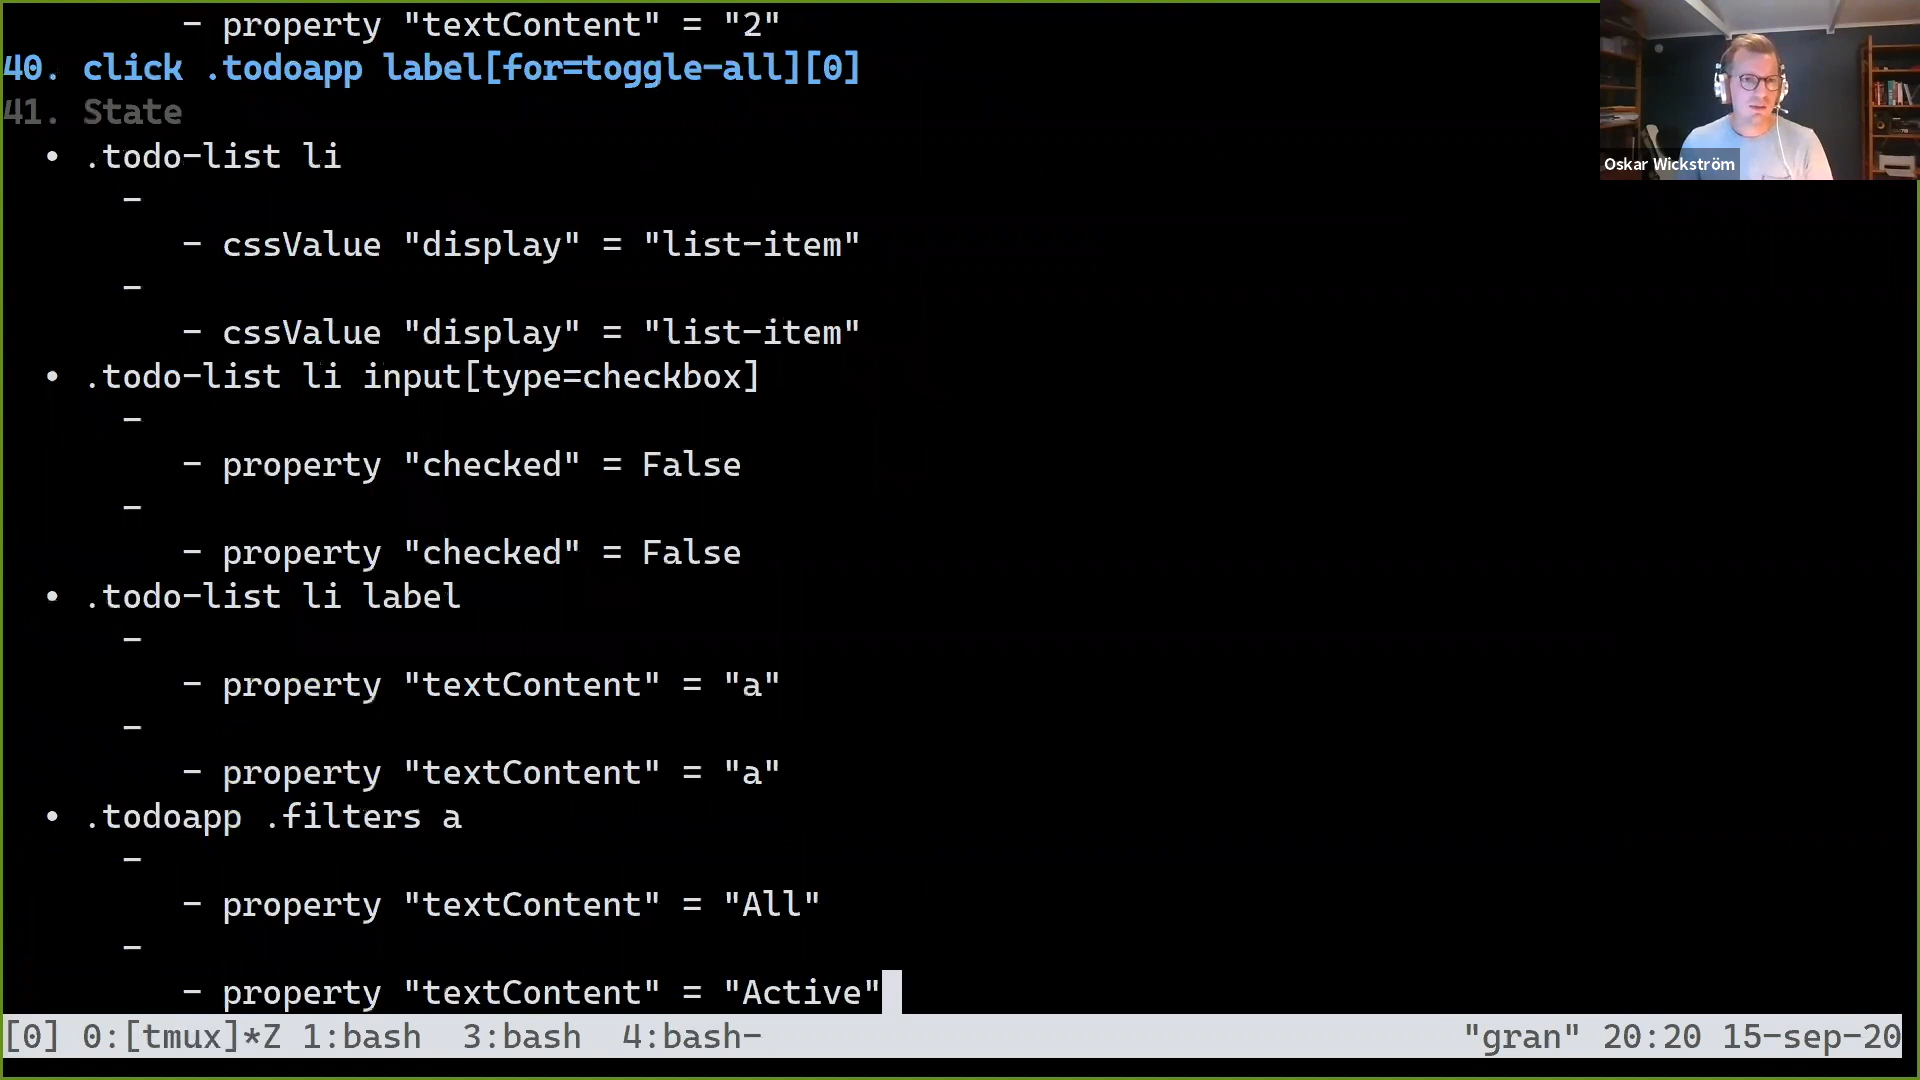 - property "textContent" = "2"
40. click .todoapp label[for=toggle-all][0]
41. State
• .todo-list li
-
- cssValue "display" = "list-item"
-
- cssValue "display" = "list-item"
• .todo-list li input[type=checkbox]
-
- property "checked" = False
-
- property "checked" = False
• .todo-list li label
-
- property "textContent" = "a"
-
- property "textContent" = "a"
• .todoapp .filters a
-
- property "textContent" = "All"
-
- property "textContent" = "Active"
[0] 0:[tmux]*Z 1:bash  3:bash  4:bash- "gran" 20:20 15-sep-20
Oskar Wickström